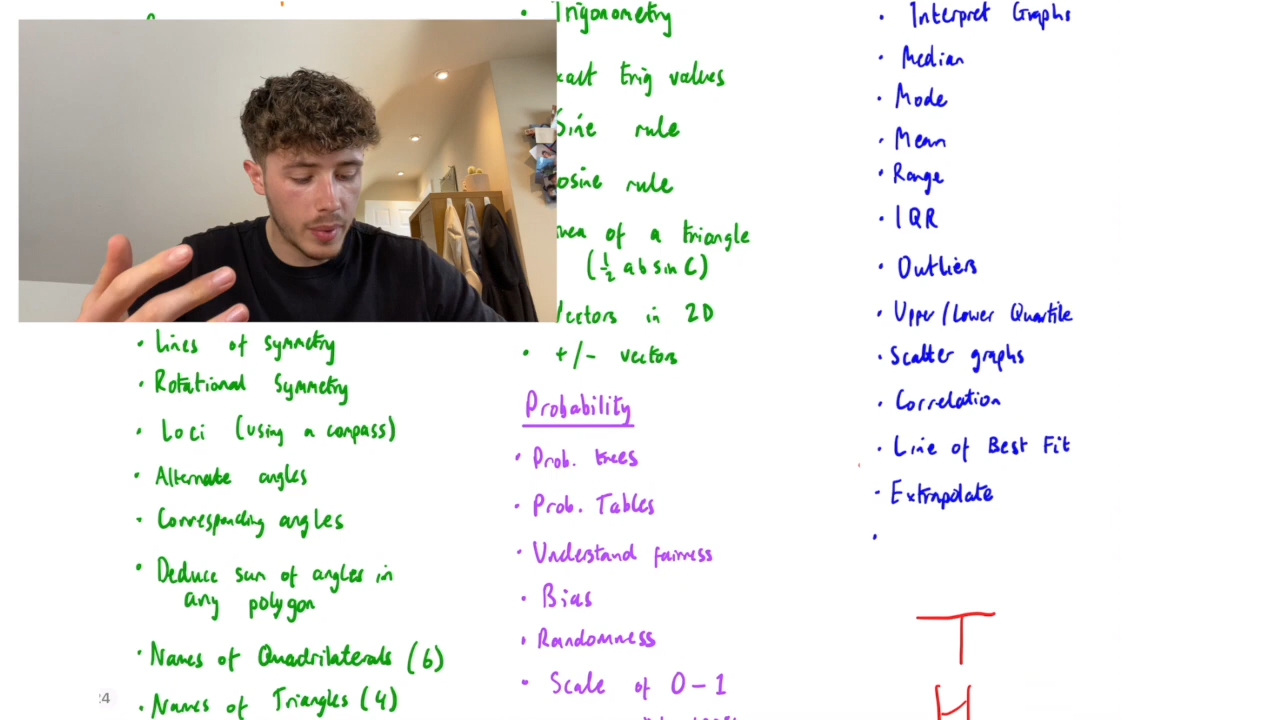 • Lines of symmetry
• Rotational Symmetry
• Loci (using a compass)
• Alternate angles
• Corresponding angles
• Deduce sum of angles in
any polygon
• Names of Quadrilaterals (6)
• Names of Triangles (4)
24
• Trigonometry
xact trig values
Sine rule
osine rule
rea of a triangle
(½ ab sin C)
Vectors in 2D
• +/- vectors
Probability
• Prob. trees
• Prob. Tables
• Understand fairness
• Bias
• Randomness
• Scale of 0-1
• Interpret Graphs
• Median
• Mode
• Mean
• Range
• IQR
• Outliers
• Upper/Lower Quartile
• Scatter graphs
• Correlation
• Line of Best Fit
• Extrapolate
•
T
H